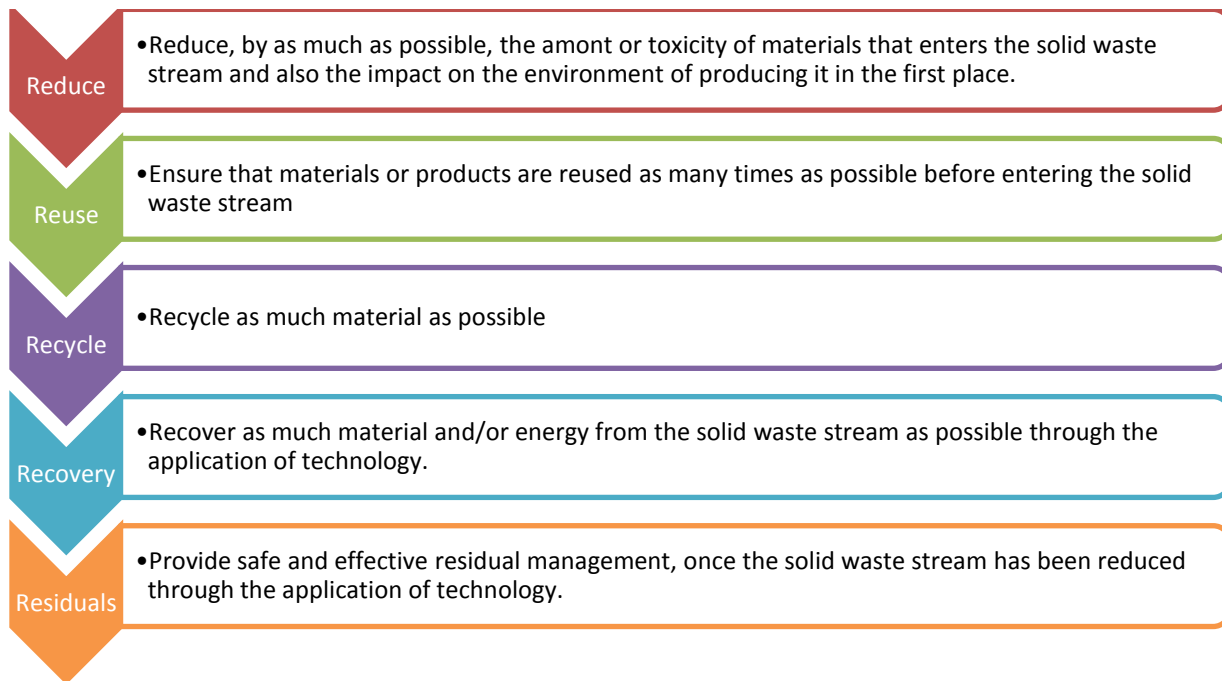 Reduce
•Reduce, by as much as possible, the amont or toxicity of materials that enters the solid waste
stream and also the impact on the environment of producing it in the first place.
Reuse
•Ensure that materials or products are reused as many times as possible before entering the solid
waste stream
Recycle
•Recycle as much material as possible
Recovery
•Recover as much material and/or energy from the solid waste stream as possible through the
application of technology.
Residuals
•Provide safe and effective residual management, once the solid waste stream has been reduced
through the application of technology.